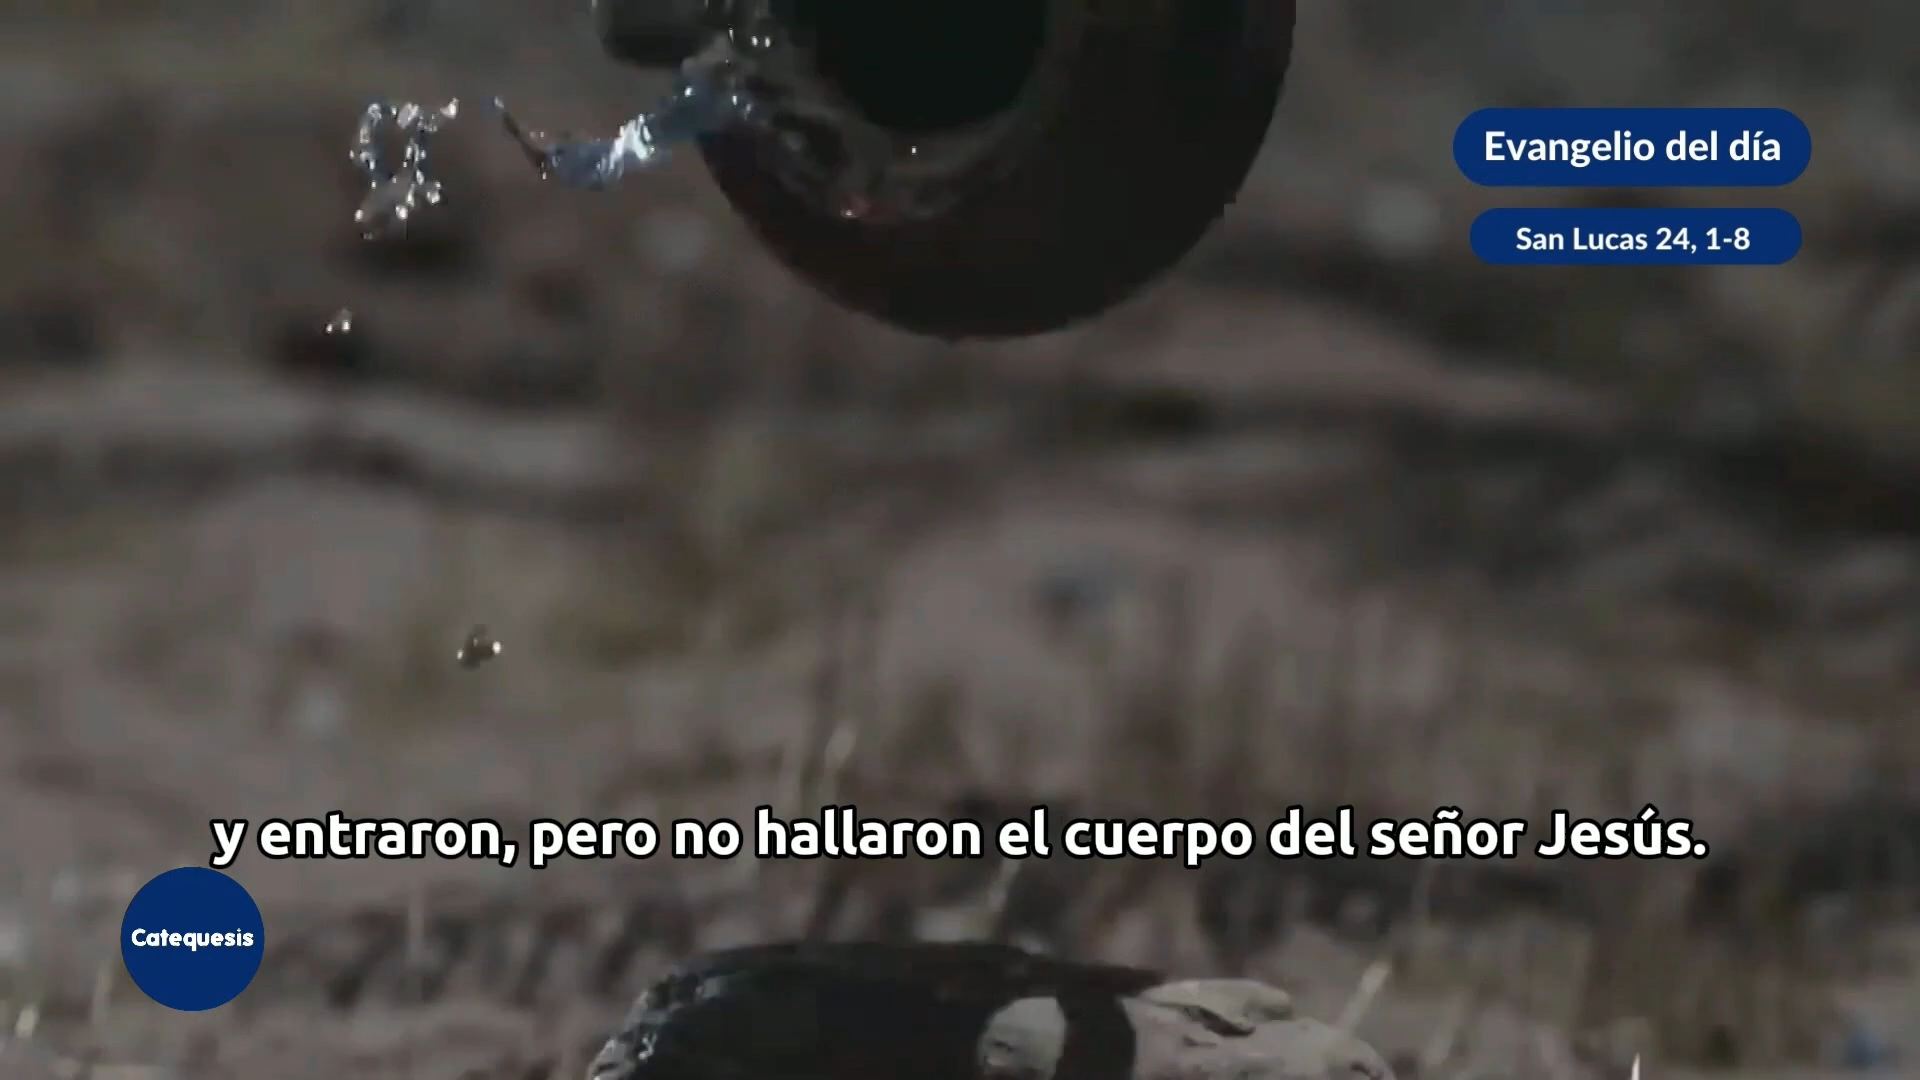 Evangelio del día
San Lucas 24, 1-8
y entraron, pero no hallaron el cuerpo del señor Jesús.
Catequesis